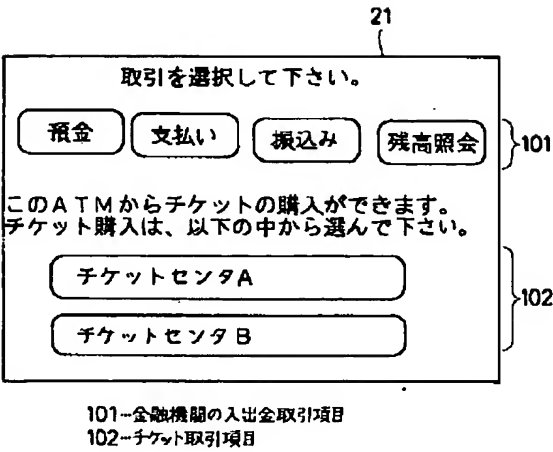 21
取引を選択して下さい。
預金 支払い 振込み 残高照会 101
このATMからチケットの購入ができます。
チケット購入は、以下の中から選んで下さい。
チケットセンタA
チケットセンタB
102
101--金融機関の入出金取引項目
102--チケット取引項目